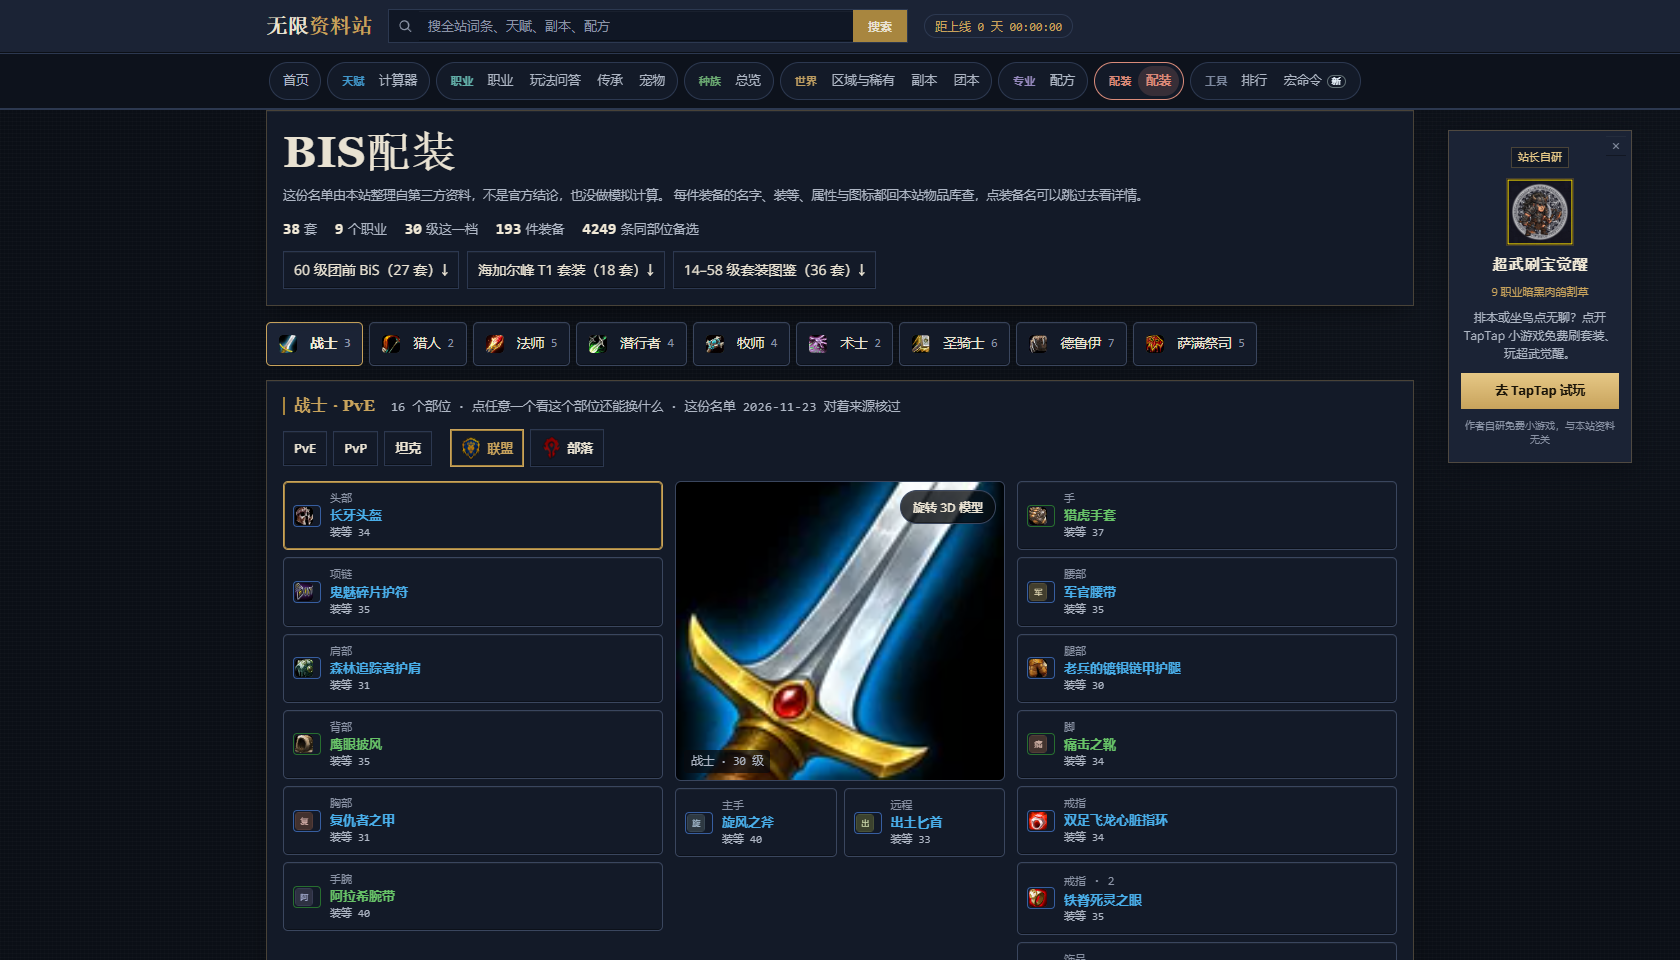 无限资料站
搜全站词条、天赋、副本、配方
搜索
距上线 0 天 00:00:00
首页
天赋 计算器
职业 职业 玩法问答 传承 宠物
种族 总览
世界 区域与稀有 副本 团本
专业 配方
配装 配装
工具 排行 宏命令 新
BIS配装
这份名单由本站整理自第三方资料，不是官方结论，也没做模拟计算。 每件装备的名字、装等、属性与图标都回本站物品库查，点装备名可以跳过去看详情。
38 套 9 个职业 30 级这一档 193 件装备 4249 条同部位备选
60 级团前 BiS（27 套）↓
海加尔峰 T1 套装（18 套）↓
14–58 级套装图鉴（36 套）↓
战士 3
猎人 2
法师 5
潜行者 4
牧师 4
术士 2
圣骑士 6
德鲁伊 7
萨满祭司 5
战士 · PvE 16 个部位 · 点任意一个看这个部位还能换什么 · 这份名单 2026-11-23 对着来源核过
PvE
PvP
坦克
联盟
部落
头部
长牙头盔
装等 34
项链
鬼魅碎片护符
装等 35
肩部
森林追踪者护肩
装等 31
背部
鹰眼披风
装等 35
胸部
复
复仇者之甲
装等 31
手腕
阿
阿拉希腕带
装等 40
旋转 3D 模型
战士 · 30 级
主手
旋
旋风之斧
装等 40
远程
出
出土匕首
装等 33
手
猎虎手套
装等 37
腰部
军
军官腰带
装等 35
腿部
老兵的镀银链甲护腿
装等 30
脚
痛
痛击之靴
装等 34
戒指
双足飞龙心脏指环
装等 34
戒指 · 2
铁脊死灵之眼
装等 35
饰品
×
站长自研
超武刷宝觉醒
9 职业暗黑肉鸽割草
排本或坐鸟点无聊？点开
TapTap 小游戏免费刷套装、
玩超武觉醒。
去 TapTap 试玩
作者自研免费小游戏，与本站资料
无关